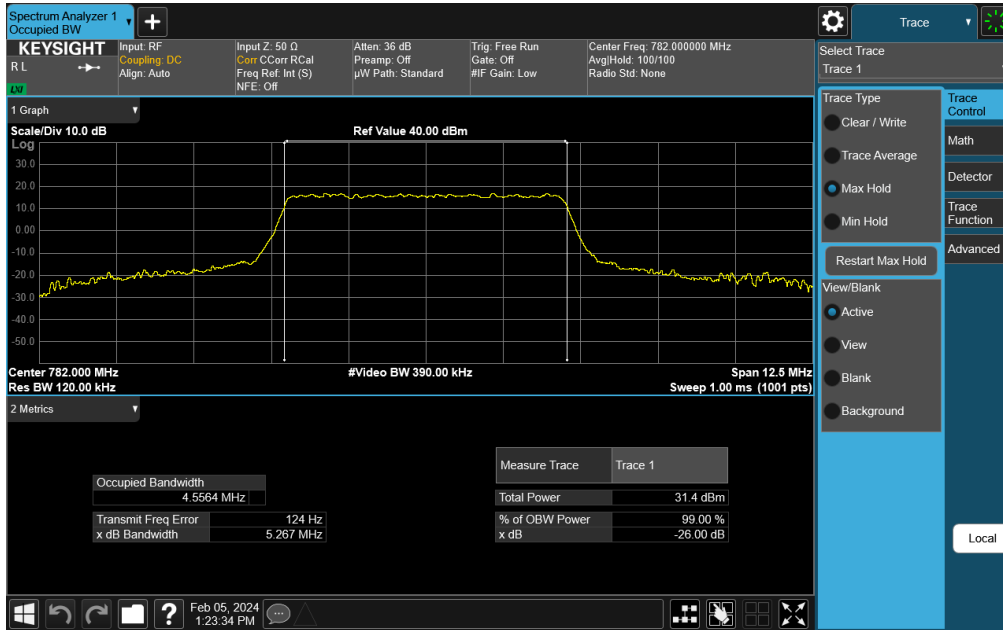 Spectrum Analyzer 1
Occupied BW
KEYSIGHT
R L
LXI
Input: RF
Coupling: DC
Align: Auto
Input Z: 50 Ω
Corr CCorr RCal
Freq Ref: Int (S)
NFE: Off
Atten: 36 dB
Preamp: Off
µW Path: Standard
Trig: Free Run
Gate: Off
#IF Gain: Low
Center Freq: 782.000000 MHz
Avg|Hold: 100/100
Radio Std: None
1 Graph
Scale/Div 10.0 dB
Ref Value 40.00 dBm
Log
30.0
20.0
10.0
0.00
-10.0
-20.0
-30.0
-40.0
-50.0
Center 782.000 MHz
#Video BW 390.00 kHz
Span 12.5 MHz
Res BW 120.00 kHz
Sweep 1.00 ms (1001 pts)
2 Metrics
Occupied Bandwidth
4.5564 MHz
Transmit Freq Error 124 Hz
x dB Bandwidth 5.267 MHz
Measure Trace Trace 1
Total Power 31.4 dBm
% of OBW Power 99.00 %
x dB -26.00 dB
Feb 05, 2024
1:23:34 PM
Trace
Select Trace
Trace 1
Trace Type
Clear / Write
Trace Average
Max Hold
Min Hold
Restart Max Hold
View/Blank
Active
View
Blank
Background
Trace
Control
Math
Detector
Trace
Function
Advanced
Local